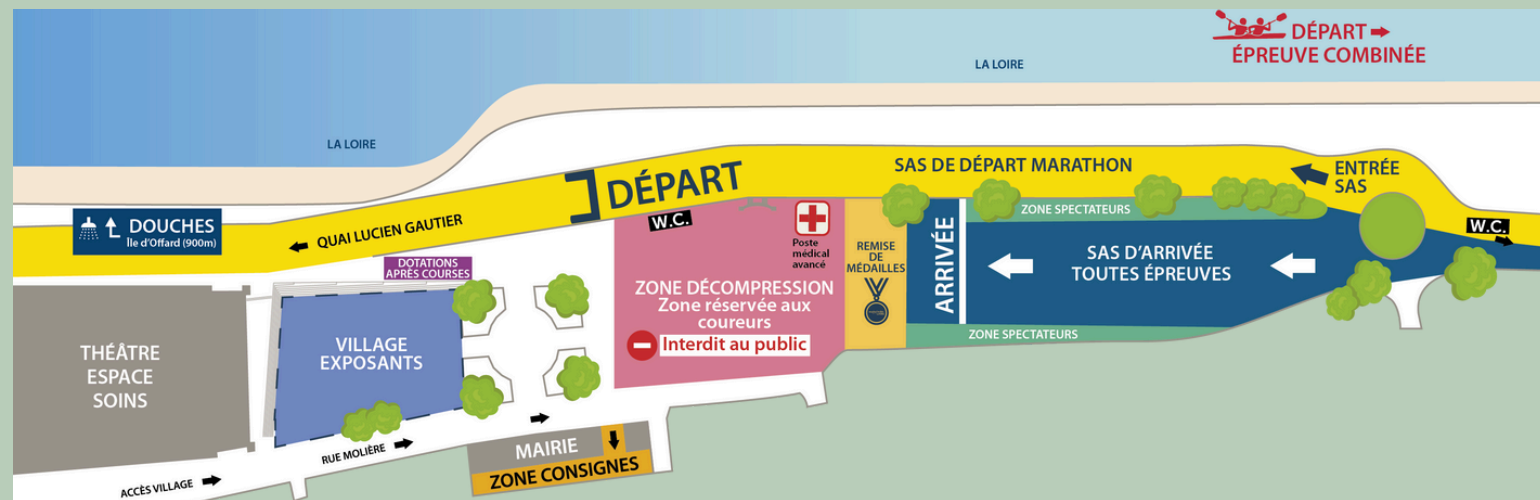 DÉPART
ÉPREUVE COMBINÉE
LA LOIRE
LA LOIRE
SAS DE DÉPART MARATHON
ENTRÉE
SAS
DÉPART
W.C.
ZONE SPECTATEURS
W.C.
DOUCHES
Ile d'Offard (900m)
QUAI LUCIEN GAUTIER
DOTATIONS
APRÈS COURSES
Poste
médical
avancé
REMISE
DE
MÉDAILLES
ARRIVÉE
SAS D'ARRIVÉE
TOUTES ÉPREUVES
ZONE DÉCOMPRESSION
Zone réservée aux
coureurs
Interdit au public
ZONE SPECTATEURS
THÉÂTRE
ESPACE
SOINS
VILLAGE
EXPOSANTS
RUE MOLIÈRE
MAIRIE
ZONE CONSIGNES
ACCÈS VILLAGE